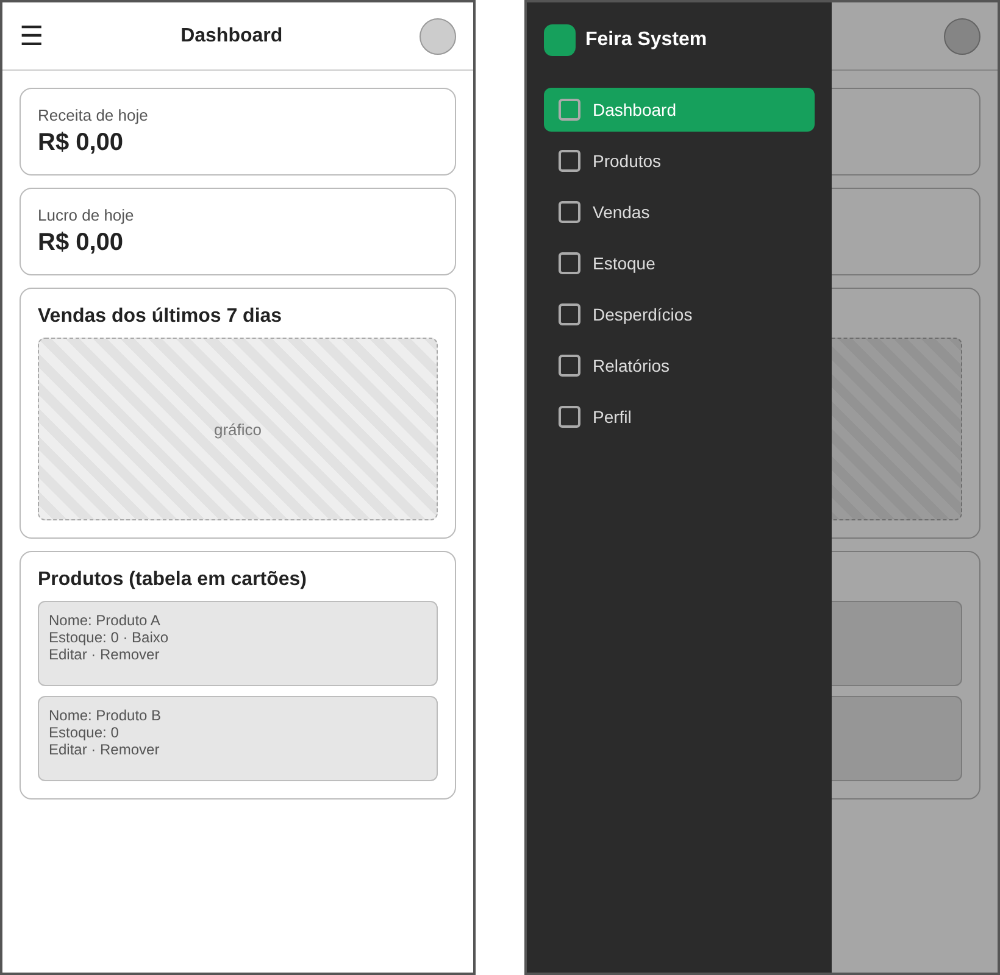 ☰ Dashboard
Receita de hoje
R$ 0,00
Lucro de hoje
R$ 0,00
Vendas dos últimos 7 dias
gráfico
Produtos (tabela em cartões)
Nome: Produto A
Estoque: 0 · Baixo
Editar · Remover
Nome: Produto B
Estoque: 0
Editar · Remover
Feira System
Dashboard
Produtos
Vendas
Estoque
Desperdícios
Relatórios
Perfil